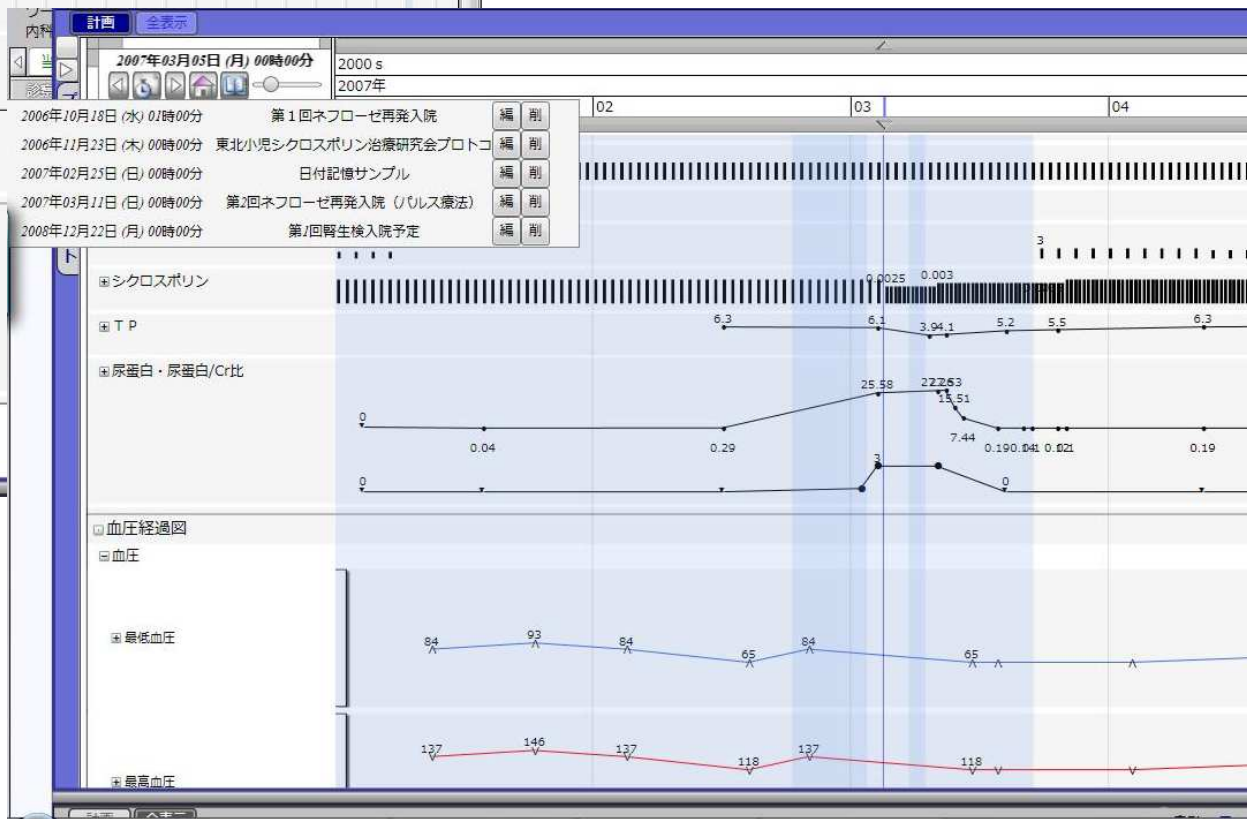 ワー
内科
計画 全表示
2007年03月05日 (月) 00時00分
2000 s
2007年
02 03 04
2006年10月18日 (水) 01時00分 第１回ネフローゼ再発入院 編 削
2006年11月23日 (木) 00時00分 東北小児シクロスポリン治療研究会プロトコ 編 削
2007年02月25日 (日) 00時00分 日付記憶サンプル 編 削
2007年03月11日 (日) 00時00分 第2回ネフローゼ再発入院（パルス療法） 編 削
2008年12月22日 (月) 00時00分 第1回腎生検入院予定 編 削
ト
3
シクロスポリン
0.0025 0.003
ＴＰ
6.3 6.1 3.9 4.1 5.2 5.5 6.3
尿蛋白・尿蛋白/Cr比
0 0.04 0.29 25.58 15.51 7.44 0.19
0 3 0
血圧経過図
血圧
最低血圧
84 93 84 65 84 65
最高血圧
137 146 137 118 137 118
計画 全表示